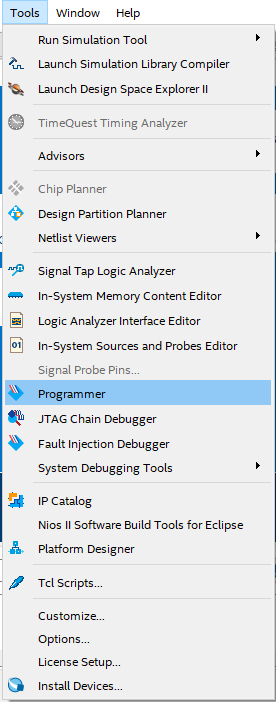 Tools Window Help
Run Simulation Tool
Launch Simulation Library Compiler
Launch Design Space Explorer II
TimeQuest Timing Analyzer
Advisors
Chip Planner
Design Partition Planner
Netlist Viewers
Signal Tap Logic Analyzer
In-System Memory Content Editor
Logic Analyzer Interface Editor
01 In-System Sources and Probes Editor
Signal Probe Pins...
Programmer
JTAG Chain Debugger
Fault Injection Debugger
System Debugging Tools
IP Catalog
Nios II Software Build Tools for Eclipse
Platform Designer
Tcl Scripts...
Customize...
Options...
License Setup...
Install Devices...